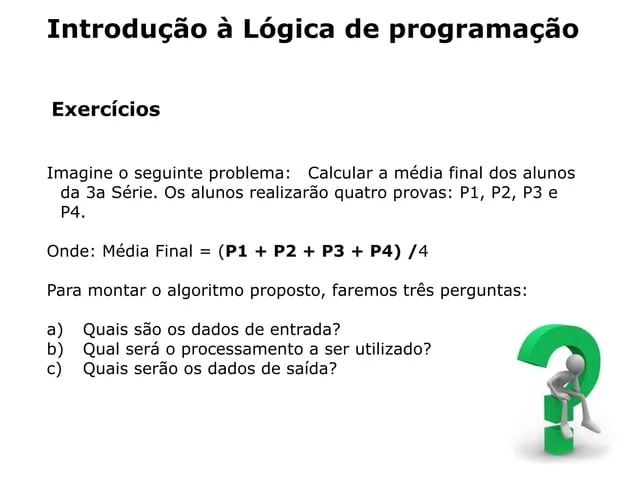 Introdução à Lógica de programação
Exercícios
Imagine o seguinte problema: Calcular a média final dos alunos
da 3a Série. Os alunos realizarão quatro provas: P1, P2, P3 e
P4.
Onde: Média Final = (P1 + P2 + P3 + P4) /4
Para montar o algoritmo proposto, faremos três perguntas:
a) Quais são os dados de entrada?
b) Qual será o processamento a ser utilizado?
c) Quais serão os dados de saída?